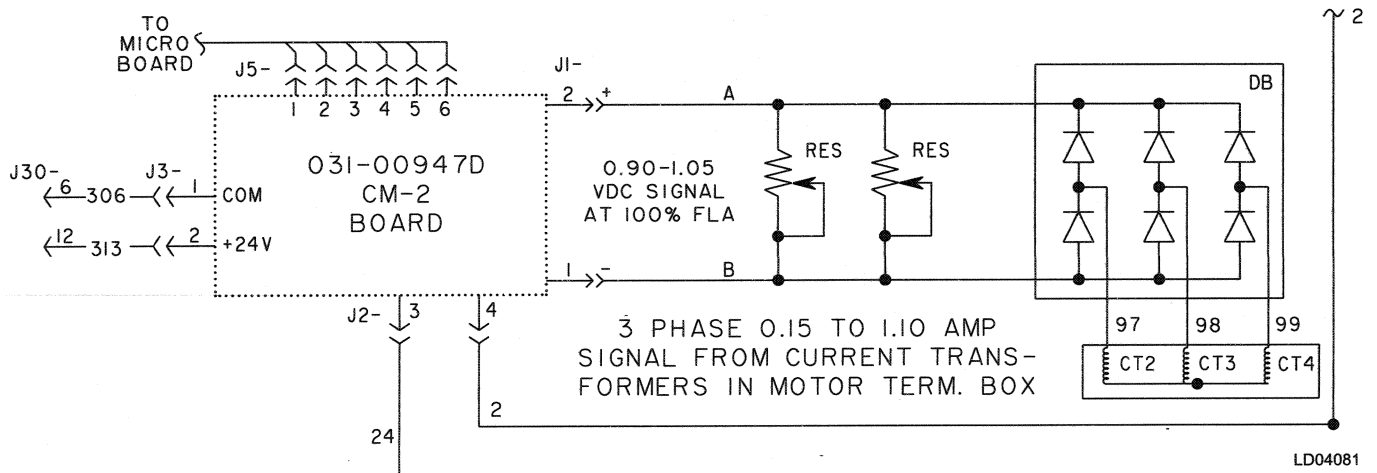 TO
MICRO
BOARD
2
J5-
J1-
1 2 3 4 5 6
2
+
A
DB
031-00947D
CM-2
BOARD
RES
RES
0.90-1.05
VDC SIGNAL
AT 100% FLA
J30-
J3-
6
306
1
COM
12
313
2
+24V
1
-
B
J2-
3
4
3 PHASE 0.15 TO 1.10 AMP
SIGNAL FROM CURRENT TRANS-
FORMERS IN MOTOR TERM. BOX
97
98
99
CT2
CT3
CT4
24
2
LD04081